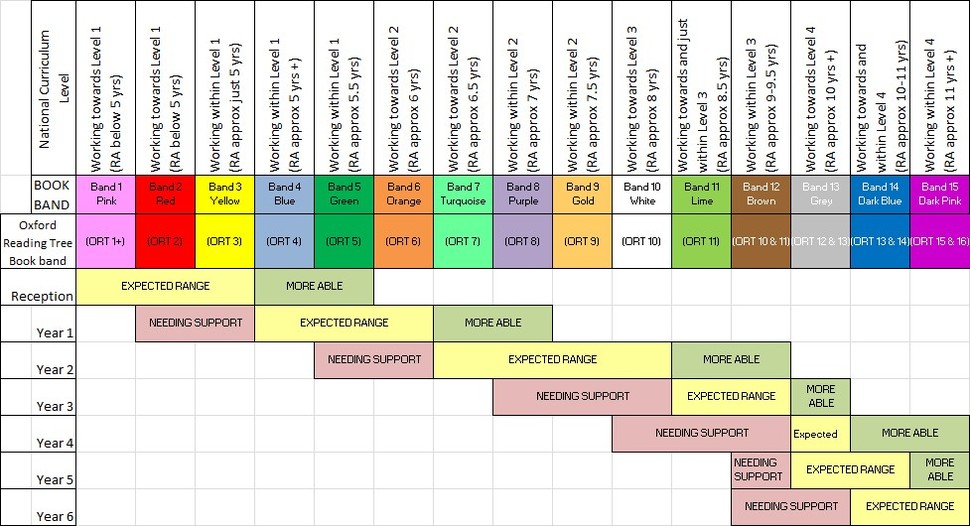 National Curriculum
Level
Working towards Level 1
(RA below 5 yrs)
Working towards Level 1
(RA below 5 yrs)
Working within Level 1
(RA approx just 5 yrs)
Working within Level 1
(RA approx 5 yrs +)
Working within Level 1
(RA approx 5.5 yrs)
Working towards Level 2
(RA approx 6 yrs)
Working towards Level 2
(RA approx 6.5 yrs)
Working within Level 2
(RA approx 7 yrs)
Working within Level 2
(RA approx 7.5 yrs)
Working towards Level 3
(RA approx 8 yrs)
Working towards and just
within Level 3
(RA approx 8.5 yrs)
Working within Level 3
(RA approx 9-9.5 yrs)
Working towards Level 4
(RA approx 10 yrs +)
Working towards and
within Level 4
(RA approx 10-11 yrs)
Working within Level 4
(RA approx 11 yrs +)
BOOK
BAND
Band 1
Pink
Band 2
Red
Band 3
Yellow
Band 4
Blue
Band 5
Green
Band 6
Orange
Band 7
Turquoise
Band 8
Purple
Band 9
Gold
Band 10
White
Band 11
Lime
Band 12
Brown
Band 13
Grey
Band 14
Dark Blue
Band 15
Dark Pink
Oxford
Reading Tree
Book band
(ORT 1+)
(ORT 2)
(ORT 3)
(ORT 4)
(ORT 5)
(ORT 6)
(ORT 7)
(ORT 8)
(ORT 9)
(ORT 10)
(ORT 11)
(ORT 10 & 11)
(ORT 12 & 13)
(ORT 13 & 14)
(ORT 15 & 16)
Reception
EXPECTED RANGE
MORE ABLE
Year 1
NEEDING SUPPORT
EXPECTED RANGE
MORE ABLE
Year 2
NEEDING SUPPORT
EXPECTED RANGE
MORE ABLE
Year 3
NEEDING SUPPORT
EXPECTED RANGE
MORE
ABLE
Year 4
NEEDING SUPPORT
Expected
MORE ABLE
Year 5
NEEDING
SUPPORT
EXPECTED RANGE
MORE
ABLE
Year 6
NEEDING SUPPORT
EXPECTED RANGE